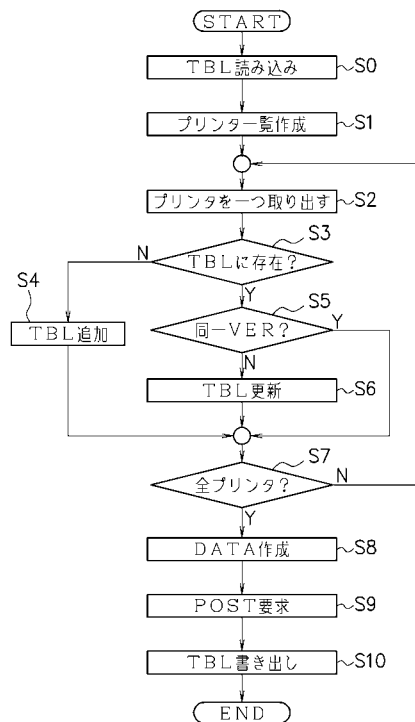 START
TBL読み込み
S0
プリンター覧作成
S1
プリンタを一つ取り出す
S2
S3
N
TBLに存在?
S4
Y
S5
TBL追加
同一VER?
Y
N
TBL更新
S6
S7
全プリンタ?
N
Y
DATA作成
S8
POST要求
S9
TBL書き出し
S10
END